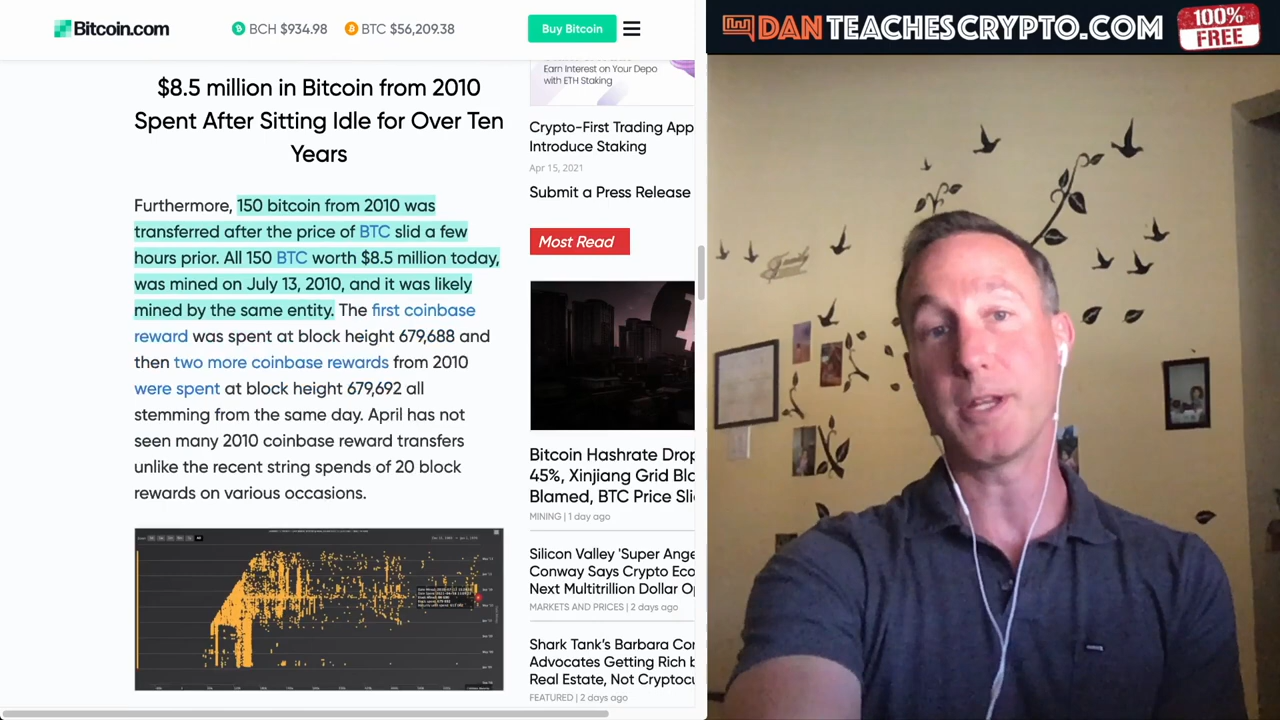 Bitcoin.com
BCH $934.98
BTC $56,209.38
Buy Bitcoin
DANTEACHESCRYPTO.COM
100%
FREE
$8.5 million in Bitcoin from 2010
Spent After Sitting Idle for Over Ten
Years
Furthermore, 150 bitcoin from 2010 was
transferred after the price of BTC slid a few
hours prior. All 150 BTC worth $8.5 million today,
was mined on July 13, 2010, and it was likely
mined by the same entity. The first coinbase
reward was spent at block height 679,688 and
then two more coinbase rewards from 2010
were spent at block height 679,692 all
stemming from the same day. April has not
seen many 2010 coinbase reward transfers
unlike the recent string spends of 20 block
rewards on various occasions.
Earn Interest on Your Depo
with ETH Staking
Crypto-First Trading App
Introduce Staking
Apr 15, 2021
Submit a Press Release
Most Read
Bitcoin Hashrate Drop
45%, Xinjiang Grid Bla
Blamed, BTC Price Sli
MINING | 1 day ago
Silicon Valley 'Super Ange
Conway Says Crypto Eco
Next Multitrillion Dollar Op
MARKETS AND PRICES | 2 days ago
Shark Tank's Barbara Cor
Advocates Getting Rich b
Real Estate, Not Cryptocu
FEATURED | 2 days ago
Family